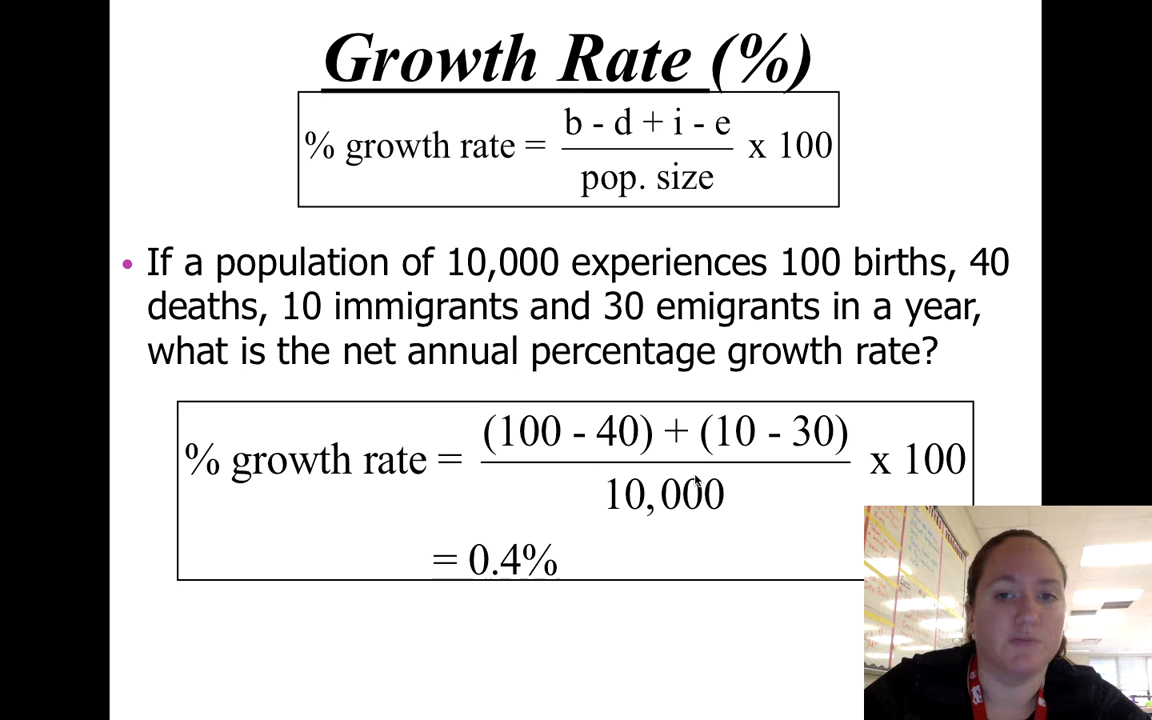 Growth Rate (%)
% growth rate = b - d + i - e / pop. size x 100
• If a population of 10,000 experiences 100 births, 40
deaths, 10 immigrants and 30 emigrants in a year,
what is the net annual percentage growth rate?
% growth rate = (100 - 40) + (10 - 30) / 10,000 x 100
= 0.4%